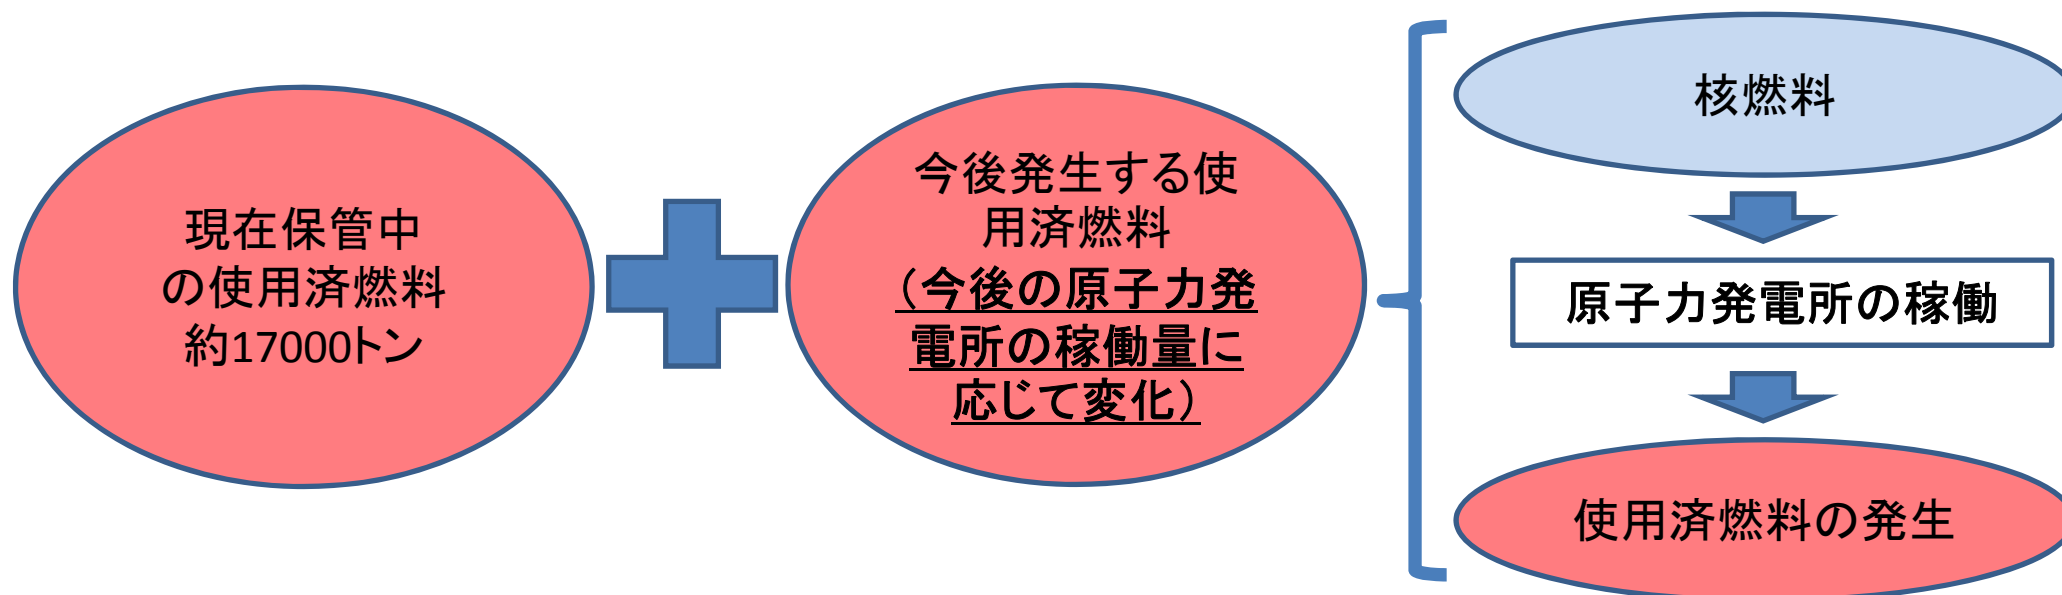 現在保管中
の使用済燃料
約17000トン
今後発生する使
用済燃料
（今後の原子力発
電所の稼働量に
応じて変化）
核燃料
原子力発電所の稼働
使用済燃料の発生